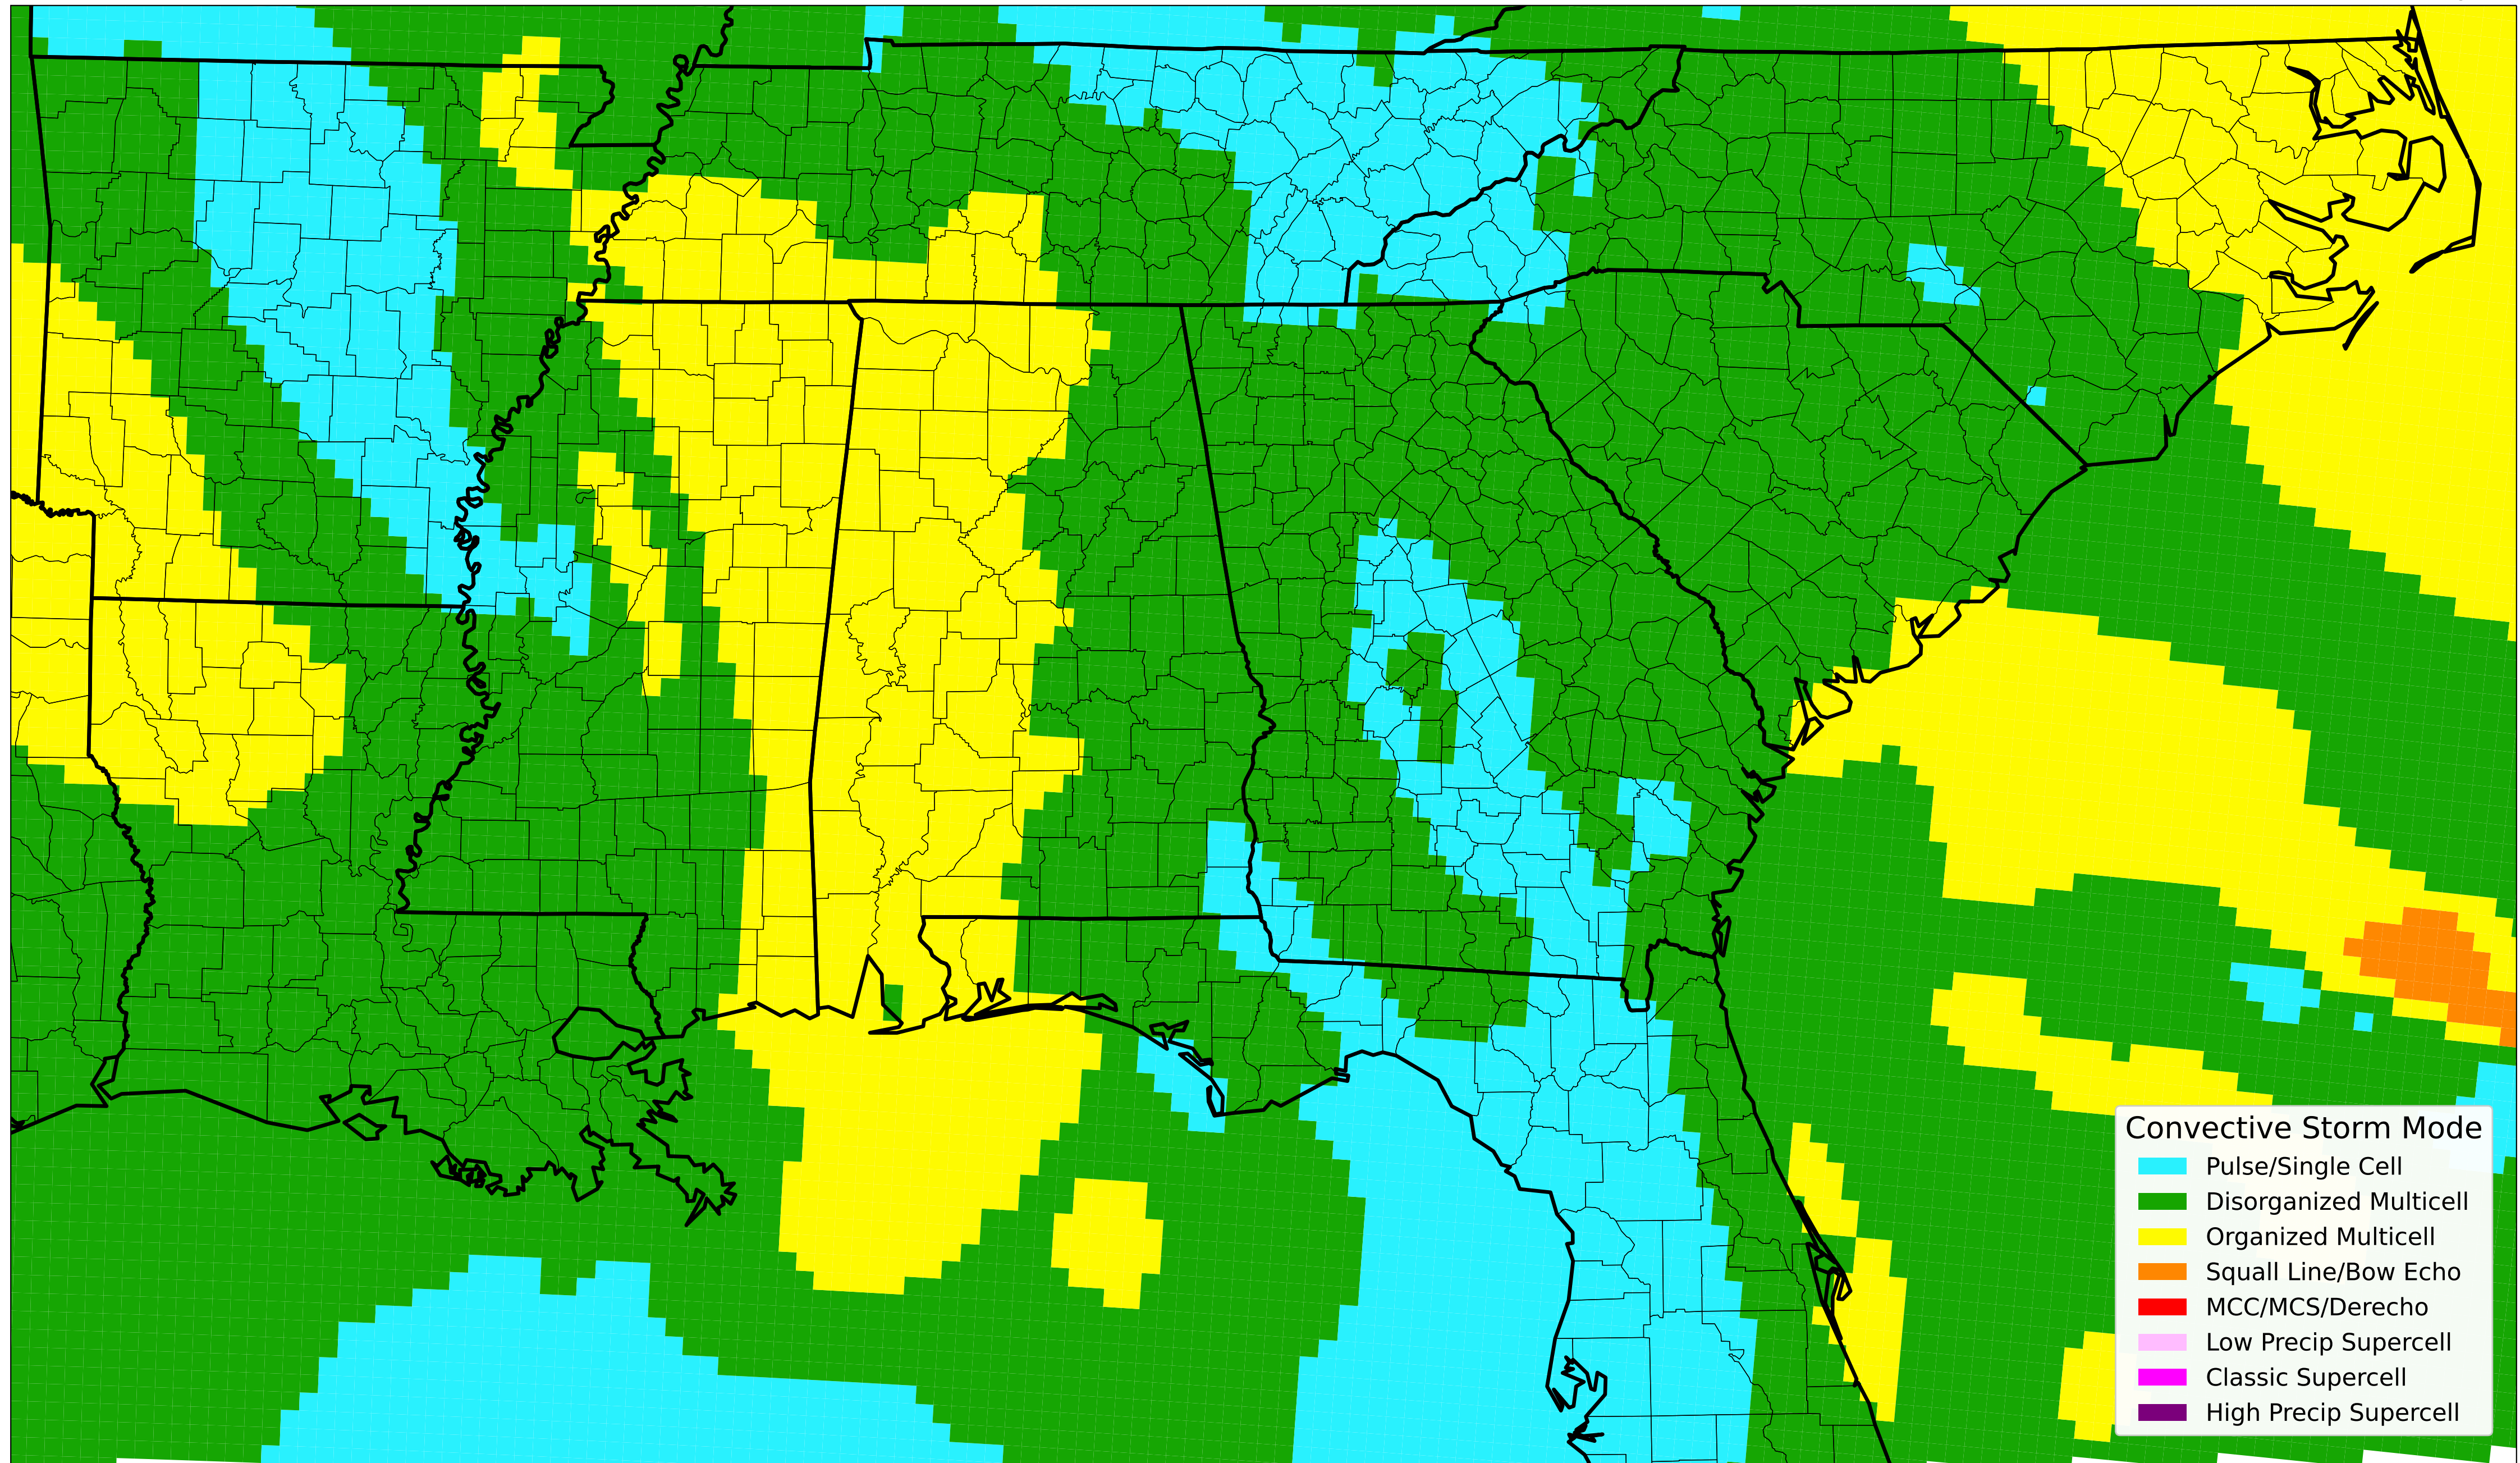 Convective Storm Mode
Pulse/Single Cell
Disorganized Multicell
Organized Multicell
Squall Line/Bow Echo
MCC/MCS/Derecho
Low Precip Supercell
Classic Supercell
High Precip Supercell